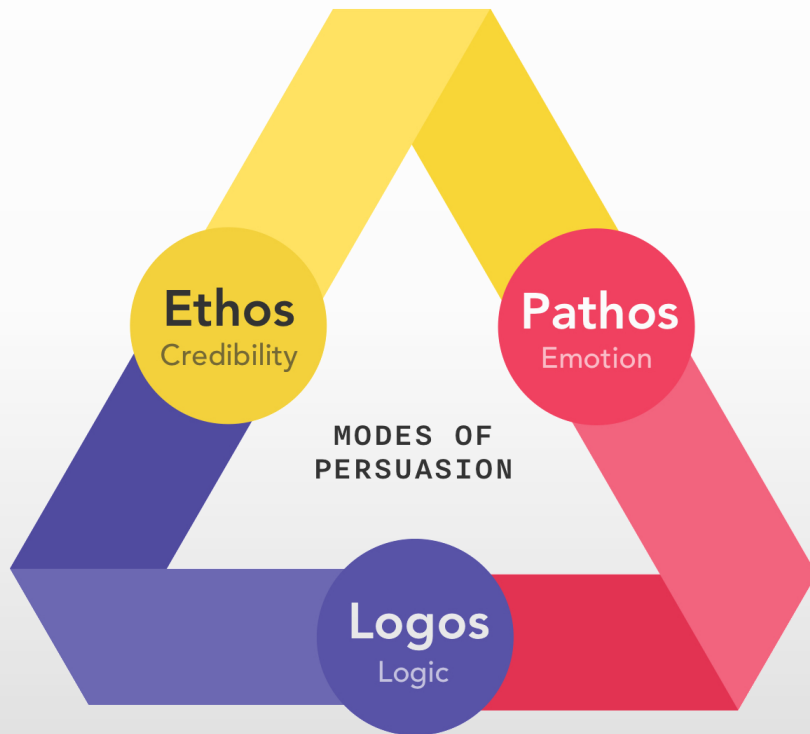 Ethos
Credibility
Pathos
Emotion
MODES OF
PERSUASION
Logos
Logic